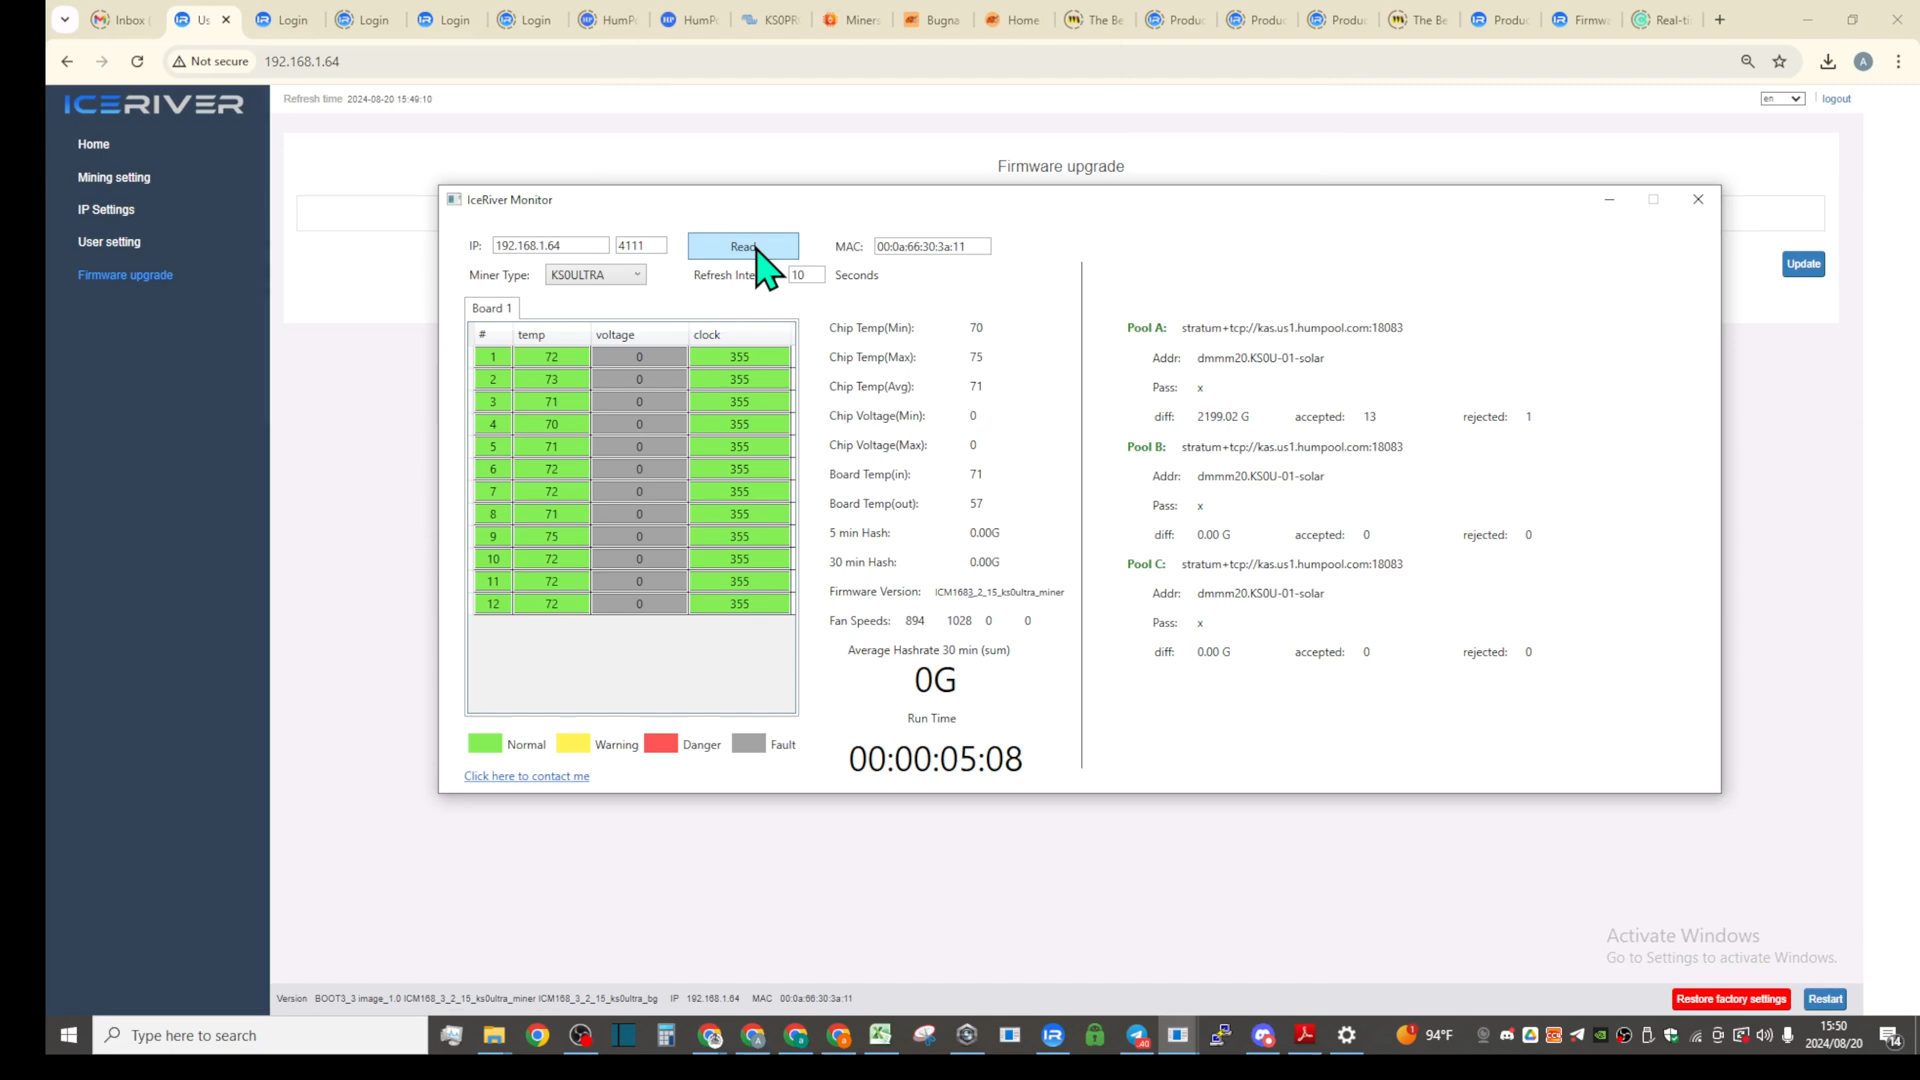 Inbox (
Us
Login
Login
Login
Login
HumPo
HumPo
KS0PR
Miners
Bugna
Home
The Be
Produc
Produc
Produc
The Be
Produc
Firmwa
Real-ti
Not secure 192.168.1.64
A
ICERIVER
Refresh time 2024-08-20 15:49:10
en
logout
Home
Mining setting
IP Settings
User setting
Firmware upgrade
Firmware upgrade
Update
IceRiver Monitor
IP: 192.168.1.64 4111 Read MAC: 00:0a:66:30:3a:11
Miner Type: KS0ULTRA Refresh Inte 10 Seconds
Board 1
# temp voltage clock
1 72 0 355
2 73 0 355
3 71 0 355
4 70 0 355
5 71 0 355
6 72 0 355
7 72 0 355
8 71 0 355
9 75 0 355
10 72 0 355
11 72 0 355
12 72 0 355
Normal Warning Danger Fault
Click here to contact me
Chip Temp(Min): 70
Chip Temp(Max): 75
Chip Temp(Avg): 71
Chip Voltage(Min): 0
Chip Voltage(Max): 0
Board Temp(in): 71
Board Temp(out): 57
5 min Hash: 0.00G
30 min Hash: 0.00G
Firmware Version: ICM168_3_2_15_ks0ultra_miner
Fan Speeds: 894 1028 0 0
Average Hashrate 30 min (sum)
0G
Run Time
00:00:05:08
Pool A: stratum+tcp://kas.us1.humpool.com:18083
Addr: dmmm20.KS0U-01-solar
Pass: x
diff: 2199.02 G accepted: 13 rejected: 1
Pool B: stratum+tcp://kas.us1.humpool.com:18083
Addr: dmmm20.KS0U-01-solar
Pass: x
diff: 0.00 G accepted: 0 rejected: 0
Pool C: stratum+tcp://kas.us1.humpool.com:18083
Addr: dmmm20.KS0U-01-solar
Pass: x
diff: 0.00 G accepted: 0 rejected: 0
Activate Windows
Go to Settings to activate Windows.
Version BOOT3_3 image_1.0 ICM168_3_2_15_ks0ultra_miner ICM168_3_2_15_ks0ultra_bg IP 192.168.1.64 MAC 00:0a:66:30:3a:11
Restore factory settings
Restart
Type here to search
94°F
15:50
2024/08/20
14